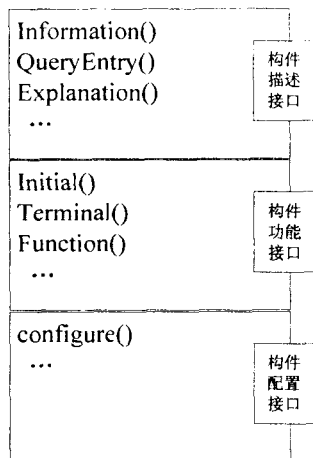 Information()
QueryEntry()
Explanation()
...
构件
描述
接口
Initial()
Terminal()
Function()
...
构件
功能
接口
configure()
...
构件
配置
接口